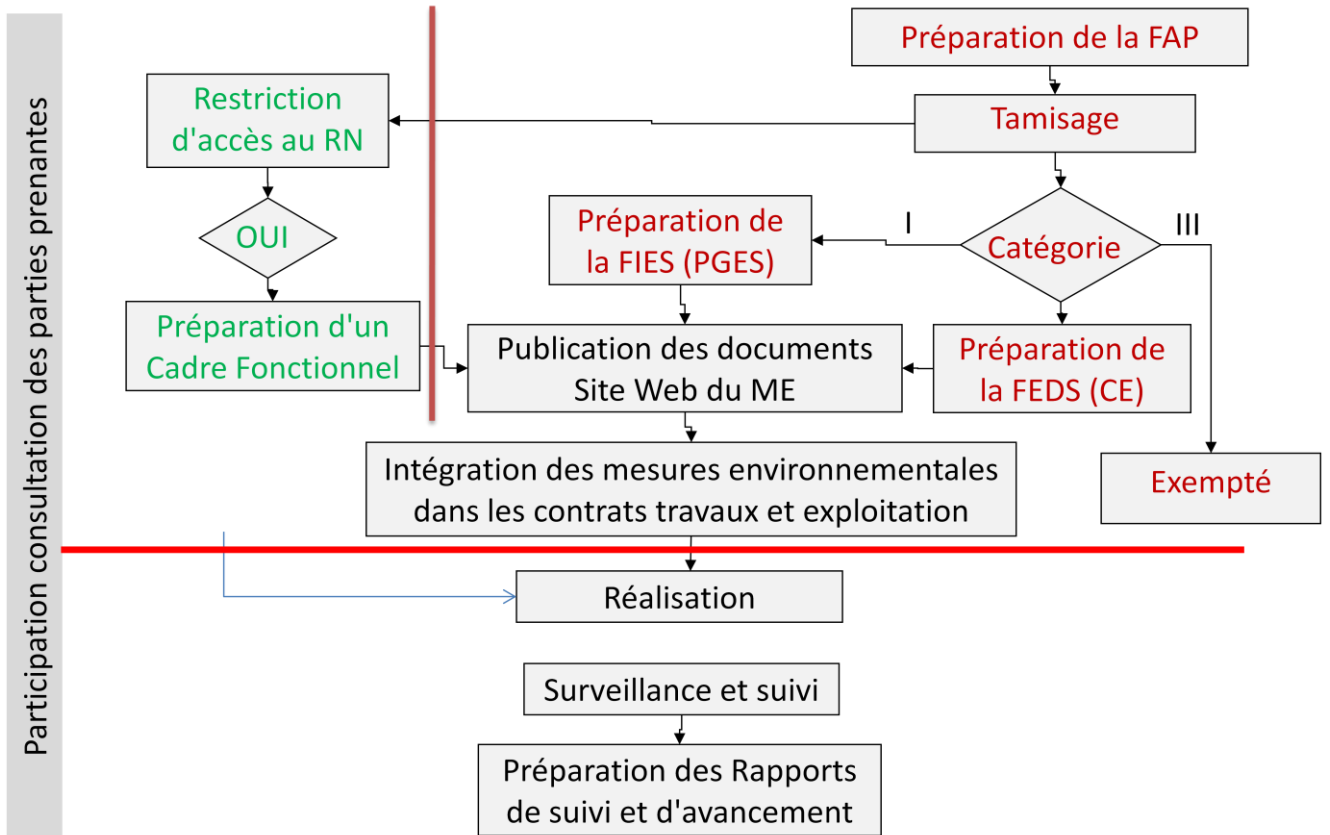 Participation consultation des parties prenantes
Préparation de la FAP
Restriction
d'accès au RN
Tamisage
OUI
Préparation de
la FIES (PGES)
I
Catégorie
III
Préparation d'un
Cadre Fonctionnel
Publication des documents
Site Web du ME
Préparation de
la FEDS (CE)
Intégration des mesures environnementales
dans les contrats travaux et exploitation
Exempté
Réalisation
Surveillance et suivi
Préparation des Rapports
de suivi et d'avancement